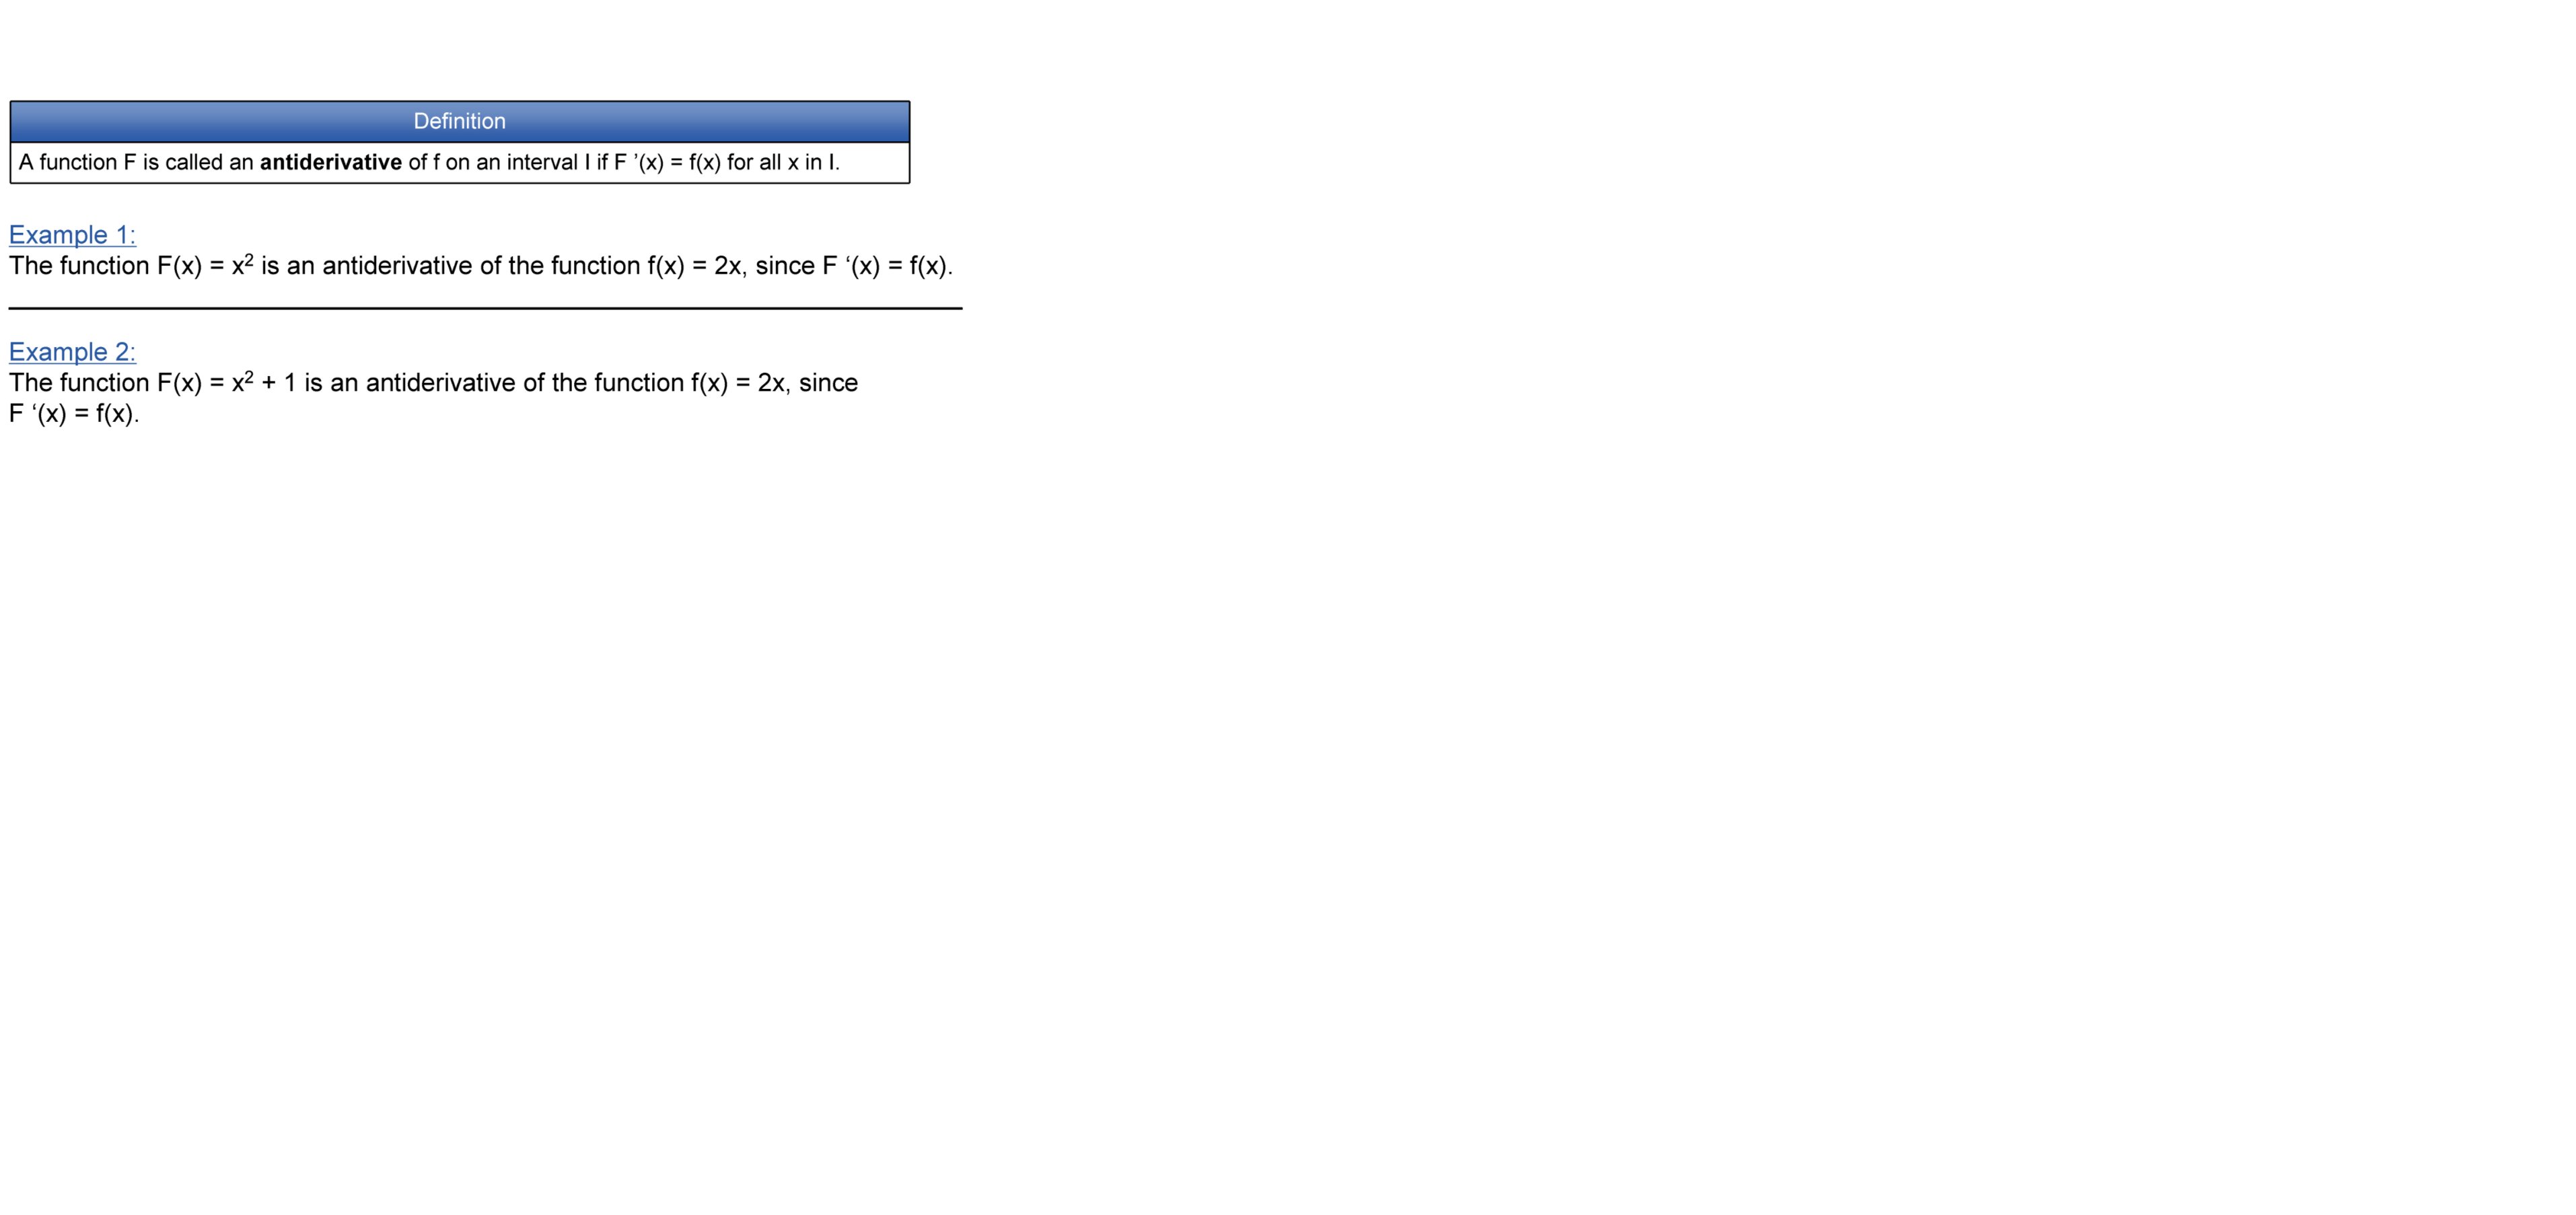 Definition
A function F is called an antiderivative of f on an interval I if F ’(x) = f(x) for all x in I.
Example 1:
The function F(x) = x² is an antiderivative of the function f(x) = 2x, since F ‘(x) = f(x).
Example 2:
The function F(x) = x² + 1 is an antiderivative of the function f(x) = 2x, since
F ‘(x) = f(x).